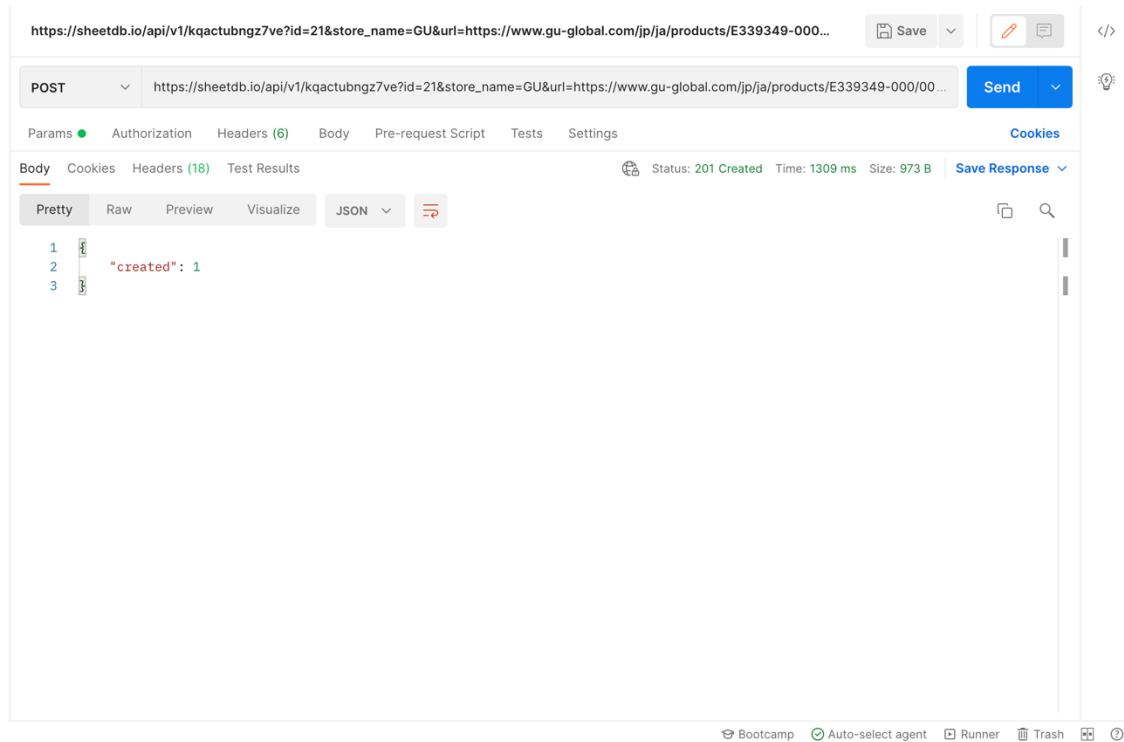 https://sheetdb.io/api/v1/kqactubngz7ve?id=21&store_name=GU&url=https://www.gu-global.com/jp/ja/products/E339349-000... Save </>
POST https://sheetdb.io/api/v1/kqactubngz7ve?id=21&store_name=GU&url=https://www.gu-global.com/jp/ja/products/E339349-000/00... Send
Params Authorization Headers (6) Body Pre-request Script Tests Settings Cookies
Body Cookies Headers (18) Test Results Status: 201 Created Time: 1309 ms Size: 973 B Save Response
Pretty Raw Preview Visualize JSON
1 {
2 "created": 1
3 }
Bootcamp Auto-select agent Runner Trash